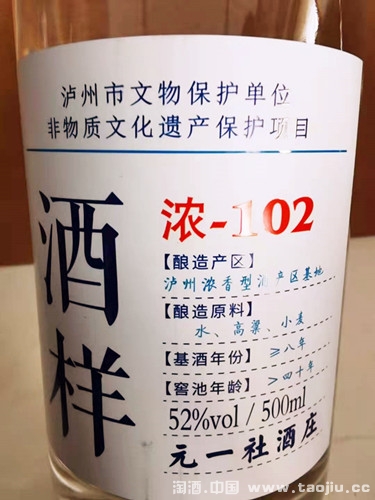 泸州市文物保护单位
非物质文化遗产保护项目
酒样
浓-102
【酿造产区】
泸州浓香型酒产区基地
【酿造原料】
水、高粱、小麦
【基酒年份】 ≥八年
【窖池年龄】 >四十年
52%vol / 500ml
元一社酒庄
淘酒.中国 www.taojiu.cc